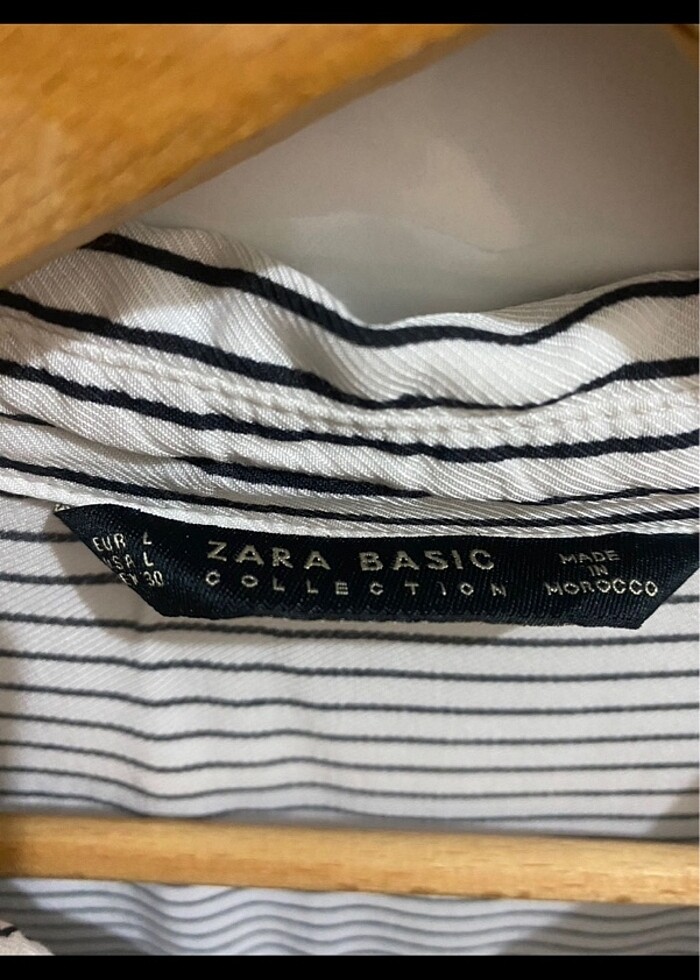 EUR L
USA L
MEX 30
ZARA BASIC
COLLECTION
MADE
IN
MOROCCO